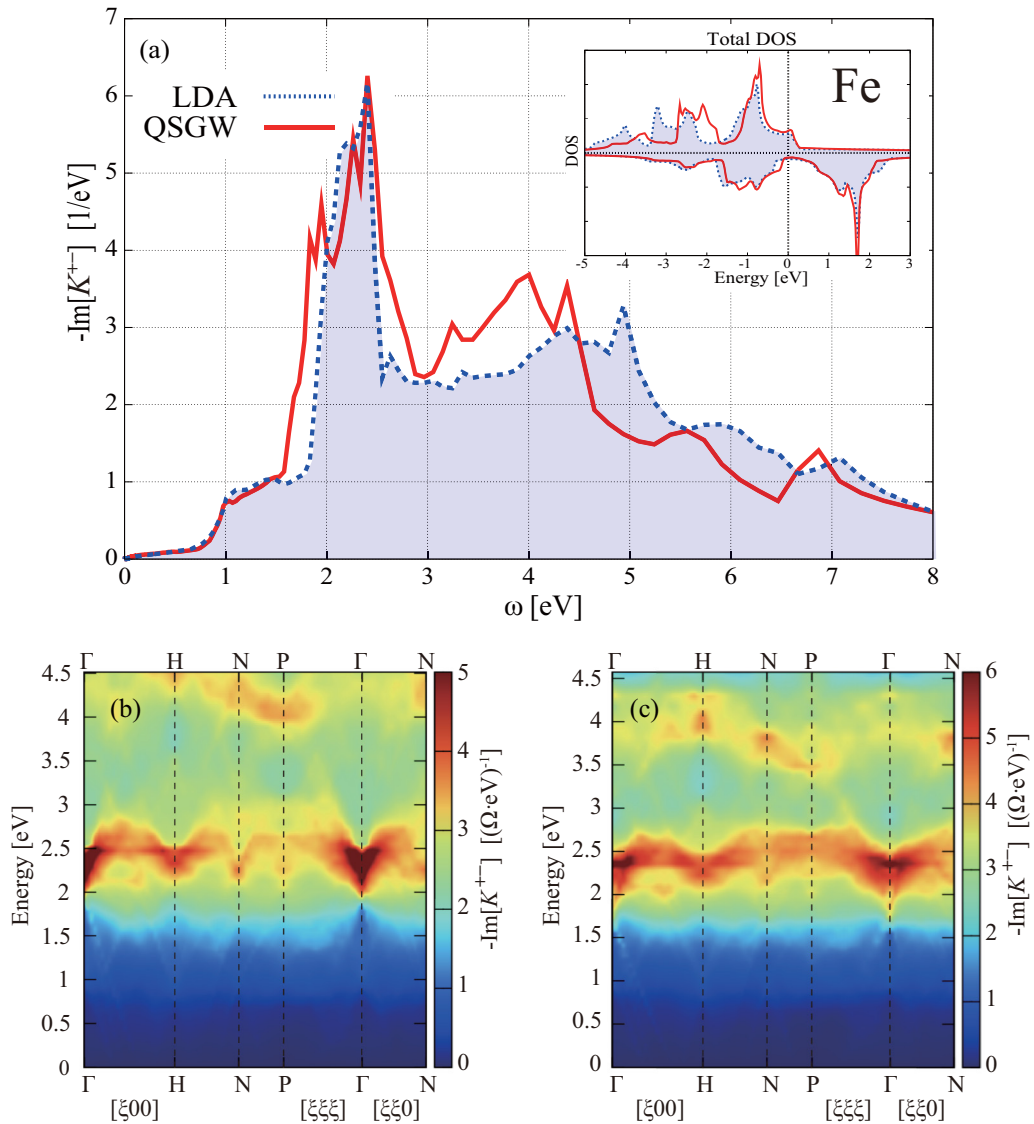 (a)
LDA
QSGW
7
6
5
4
3
2
1
0
-Im[K⁺⁻] [1/eV]
0 1 2 3 4 5 6 7 8
ω [eV]
Total DOS
Fe
DOS
-5 -4 -3 -2 -1 0 1 2 3
Energy [eV]
Γ H N P Γ N
(b)
4.5
4
3.5
3
2.5
2
1.5
1
0.5
0
Energy [eV]
Γ H N P Γ N
[ξ00] [ξξξ] [ξξ0]
5
4
3
2
1
0
-Im[K⁺⁻] [(Ω·eV)⁻¹]
Γ H N P Γ N
(c)
4.5
4
3.5
3
2.5
2
1.5
1
0.5
0
Energy [eV]
Γ H N P Γ N
[ξ00] [ξξξ] [ξξ0]
6
5
4
3
2
1
0
-Im[K⁺⁻] [(Ω·eV)⁻¹]